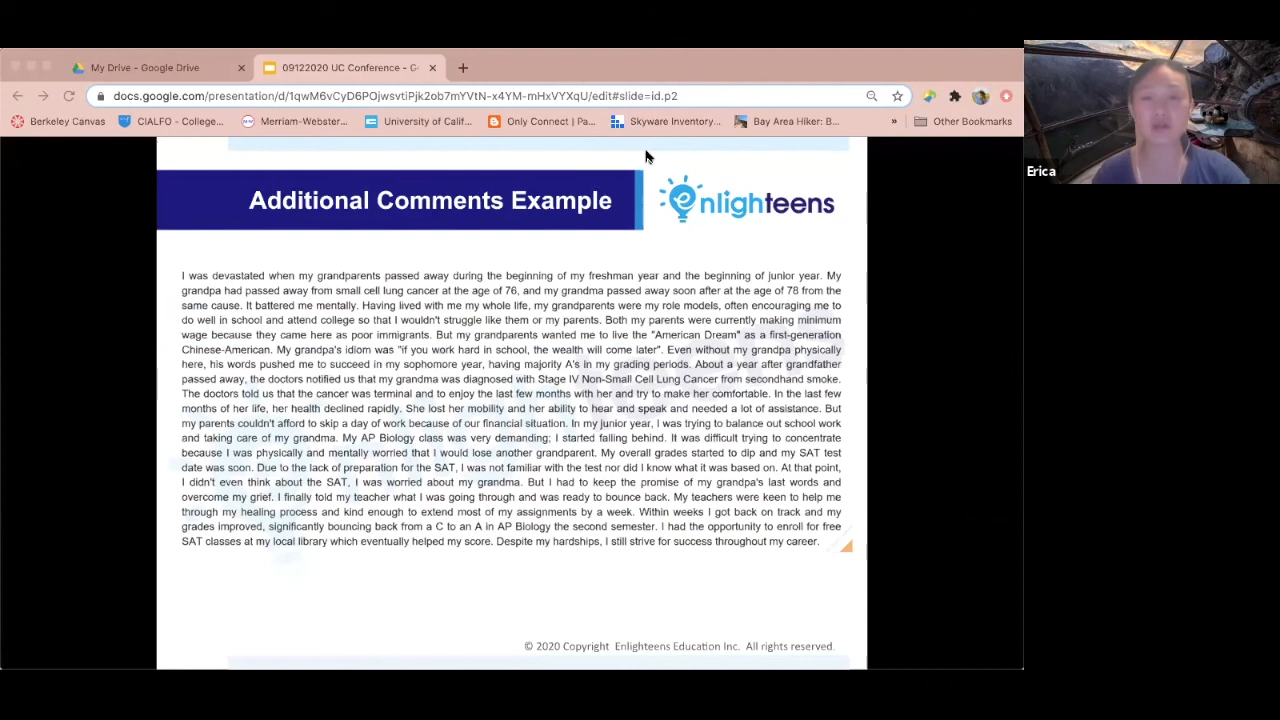 My Drive - Google Drive
09122020 UC Conference - G
docs.google.com/presentation/d/1qwM6vCyD6POjwsvtiPjk2ob7mYVtN-x4YM-mHxVYXqU/edit#slide=id.p2
Berkeley Canvas
CIALFO - College...
Merriam-Webster...
University of Calif...
Only Connect | Pa...
Skyware Inventory...
Bay Area Hiker: B...
»
Other Bookmarks
Erica
Additional Comments Example
enlighteens
I was devastated when my grandparents passed away during the beginning of my freshman year and the beginning of junior year. My
grandpa had passed away from small cell lung cancer at the age of 76, and my grandma passed away soon after at the age of 78 from the
same cause. It battered me mentally. Having lived with me my whole life, my grandparents were my role models, often encouraging me to
do well in school and attend college so that I wouldn't struggle like them or my parents. Both my parents were currently making minimum
wage because they came here as poor immigrants. But my grandparents wanted me to live the "American Dream" as a first-generation
Chinese-American. My grandpa's idiom was "if you work hard in school, the wealth will come later". Even without my grandpa physically
here, his words pushed me to succeed in my sophomore year, having majority A's in my grading periods. About a year after grandfather
passed away, the doctors notified us that my grandma was diagnosed with Stage IV Non-Small Cell Lung Cancer from secondhand smoke.
The doctors told us that the cancer was terminal and to enjoy the last few months with her and try to make her comfortable. In the last few
months of her life, her health declined rapidly. She lost her mobility and her ability to hear and speak and needed a lot of assistance. But
my parents couldn't afford to skip a day of work because of our financial situation. In my junior year, I was trying to balance out school work
and taking care of my grandma. My AP Biology class was very demanding; I started falling behind. It was difficult trying to concentrate
because I was physically and mentally worried that I would lose another grandparent. My overall grades started to dip and my SAT test
date was soon. Due to the lack of preparation for the SAT, I was not familiar with the test nor did I know what it was based on. At that point,
I didn't even think about the SAT, I was worried about my grandma. But I had to keep the promise of my grandpa's last words and
overcome my grief. I finally told my teacher what I was going through and was ready to bounce back. My teachers were keen to help me
through my healing process and kind enough to extend most of my assignments by a week. Within weeks I got back on track and my
grades improved, significantly bouncing back from a C to an A in AP Biology the second semester. I had the opportunity to enroll for free
SAT classes at my local library which eventually helped my score. Despite my hardships, I still strive for success throughout my career.
© 2020 Copyright Enlighteens Education Inc. All rights reserved.